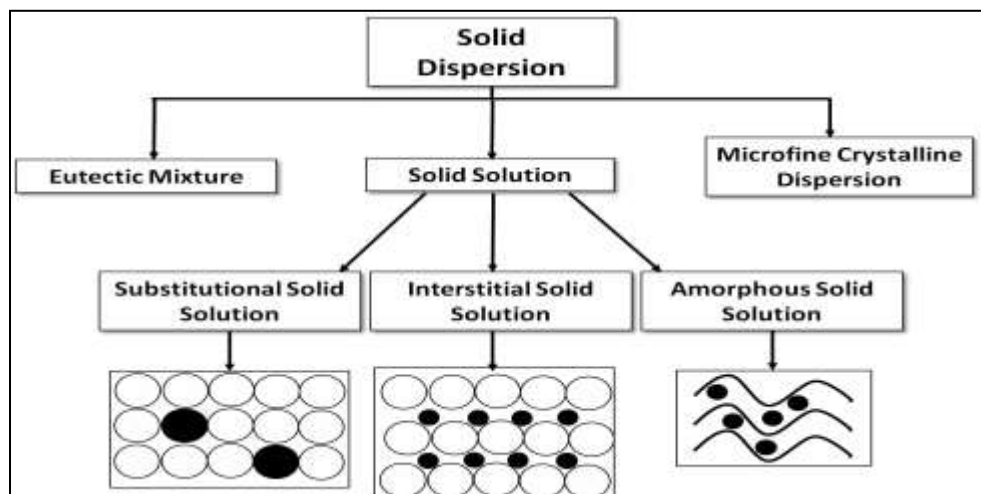 Solid
Dispersion
Eutectic Mixture
Solid Solution
Microfine Crystalline
Dispersion
Substitutional Solid
Solution
Interstitial Solid
Solution
Amorphous Solid
Solution